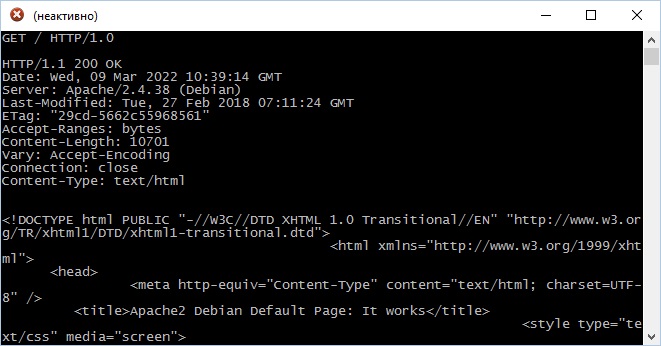 (неактивно)
GET / HTTP/1.0
HTTP/1.1 200 OK
Date: Wed, 09 Mar 2022 10:39:14 GMT
Server: Apache/2.4.38 (Debian)
Last-Modified: Tue, 27 Feb 2018 07:11:24 GMT
ETag: "29cd-5662c55968561"
Accept-Ranges: bytes
Content-Length: 10701
Vary: Accept-Encoding
Connection: close
Content-Type: text/html
<!DOCTYPE html PUBLIC "-//W3C//DTD XHTML 1.0 Transitional//EN" "http://www.w3.or
g/TR/xhtml1/DTD/xhtml1-transitional.dtd">
<html xmlns="http://www.w3.org/1999/xht
ml">
<head>
<meta http-equiv="Content-Type" content="text/html; charset=UTF-
8" />
<title>Apache2 Debian Default Page: It works</title>
<style type="te
xt/css" media="screen">